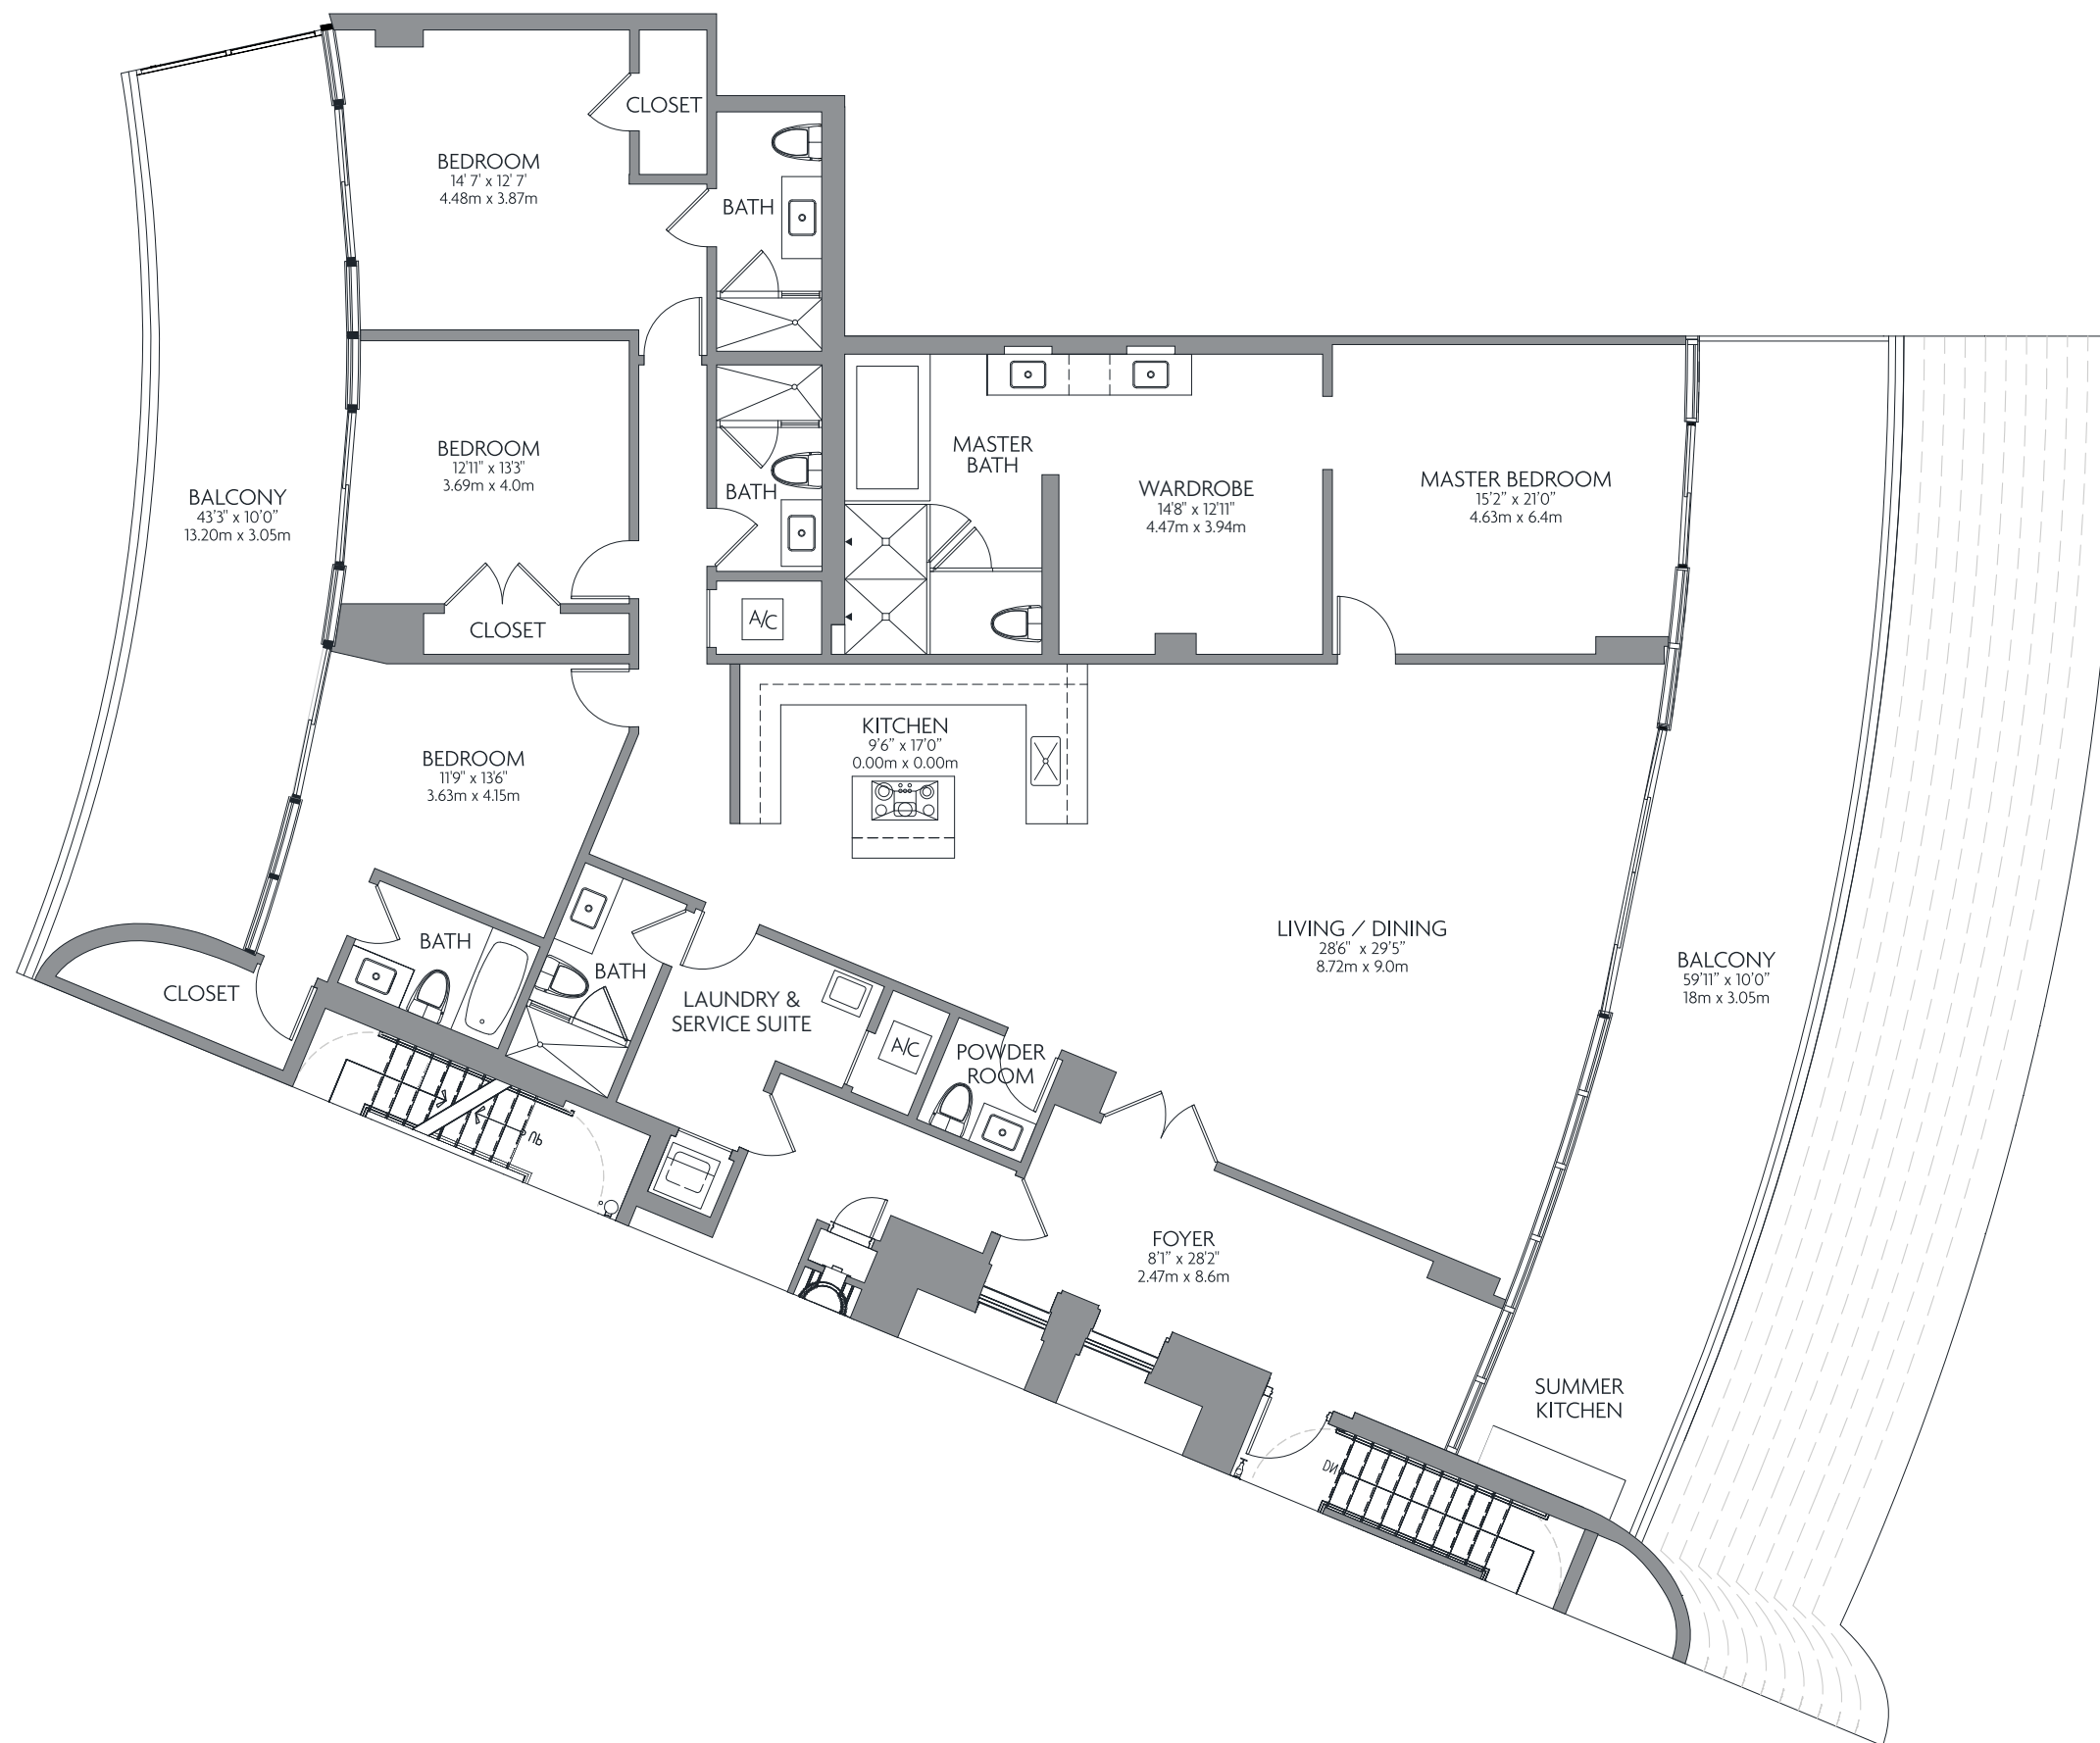 CLOSET
BEDROOM
14' 7' x 12' 7'
4.48m x 3.87m
BATH
BEDROOM
12'11" x 13'3"
3.69m x 4.0m
BALCONY
43'3" x 10'0”
13.20m x 3.05m
BATH
MASTER
BATH
WARDROBE
14'8" x 12'11"
4.47m x 3.94m
MASTER BEDROOM
15'2” x 21'0”
4.63m x 6.4m
A/C
CLOSET
KITCHEN
9'6” x 17'0”
0.00m x 0.00m
BEDROOM
11'9" x 13'6"
3.63m x 4.15m
BATH
BATH
CLOSET
LAUNDRY &
SERVICE SUITE
A/C
POWDER
ROOM
LIVING / DINING
28'6" x 29'5”
8.72m x 9.0m
BALCONY
59'11” x 10'0”
18m x 3.05m
UP
FOYER
8'1” x 28'2"
2.47m x 8.6m
SUMMER
KITCHEN
DN